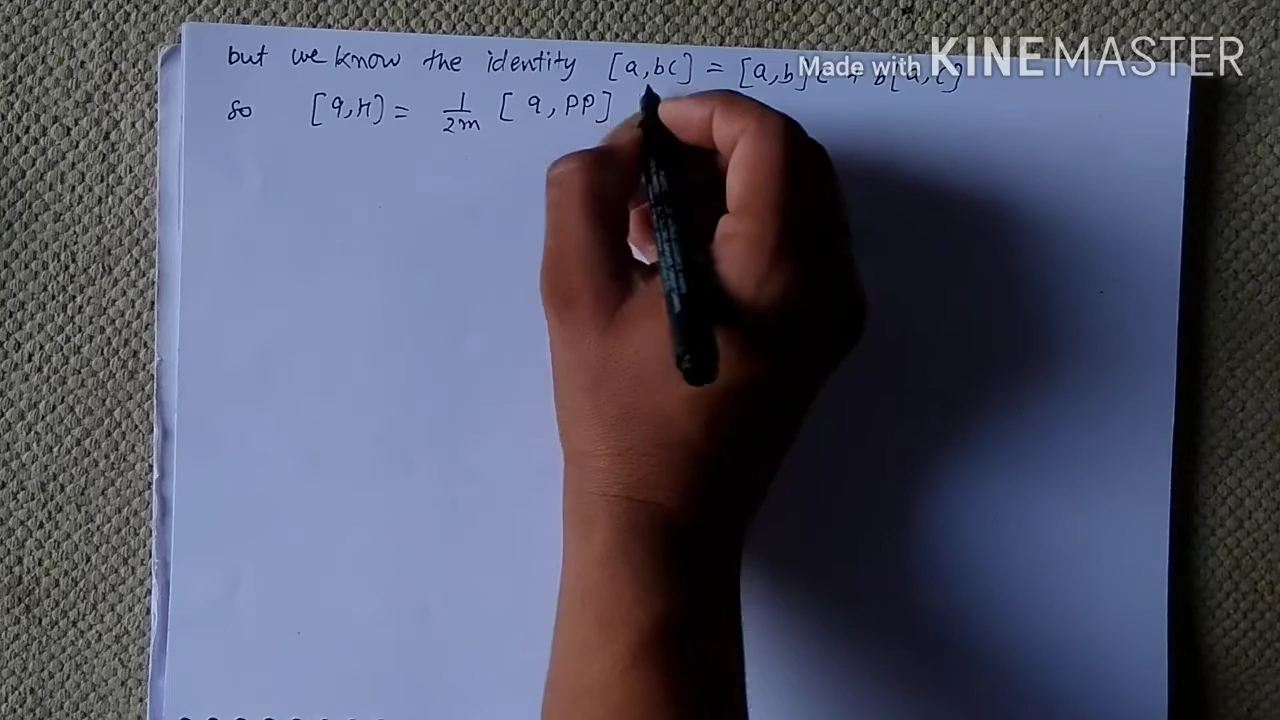 but we know the identity [a,bc] = [a,b]c + b[a,c]
Made with KINEMASTER
so [q,H] = 1/2m [q,PP]